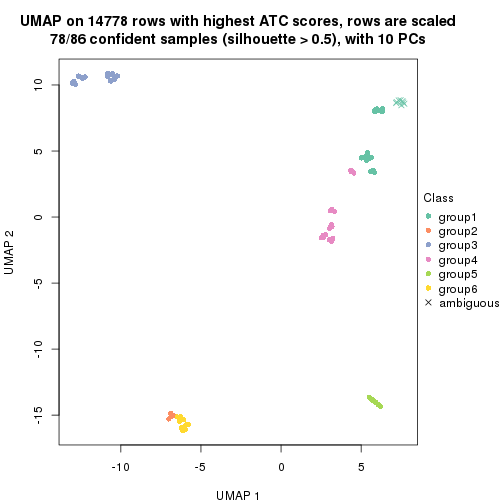 UMAP on 14778 rows with highest ATC scores, rows are scaled
78/86 confident samples (silhouette > 0.5), with 10 PCs
10
5
0
-5
-10
-15
UMAP 2
-10
-5
0
5
UMAP 1
Class
group1
group2
group3
group4
group5
group6
ambiguous